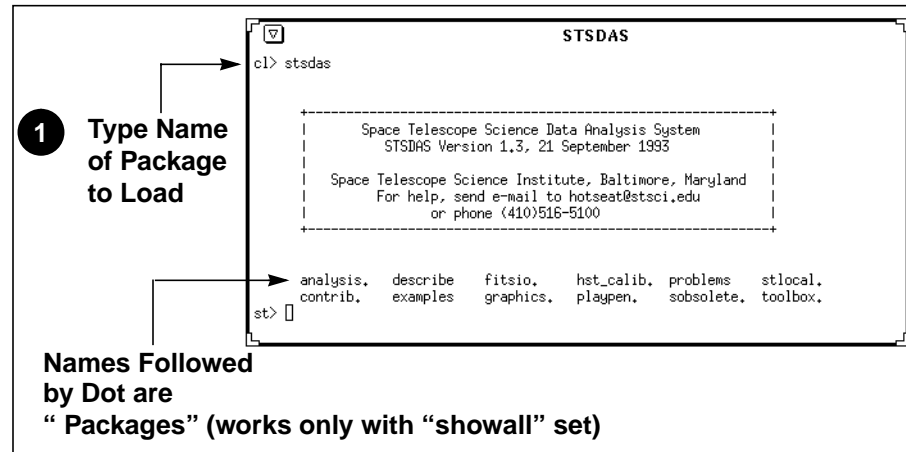 STSDAS
cl> stsdas
1
Type Name
of Package
to Load
Space Telescope Science Data Analysis System
STSDAS Version 1.3, 21 September 1993
Space Telescope Science Institute, Baltimore, Maryland
For help, send e-mail to hotseat@stsci.edu
or phone (410)516-5100
analysis. describe fitsio. hst_calib. problems stlocal.
contrib. examples graphics. playpen. sobsolete. toolbox.
st>
Names Followed
by Dot are
“ Packages” (works only with “showall” set)